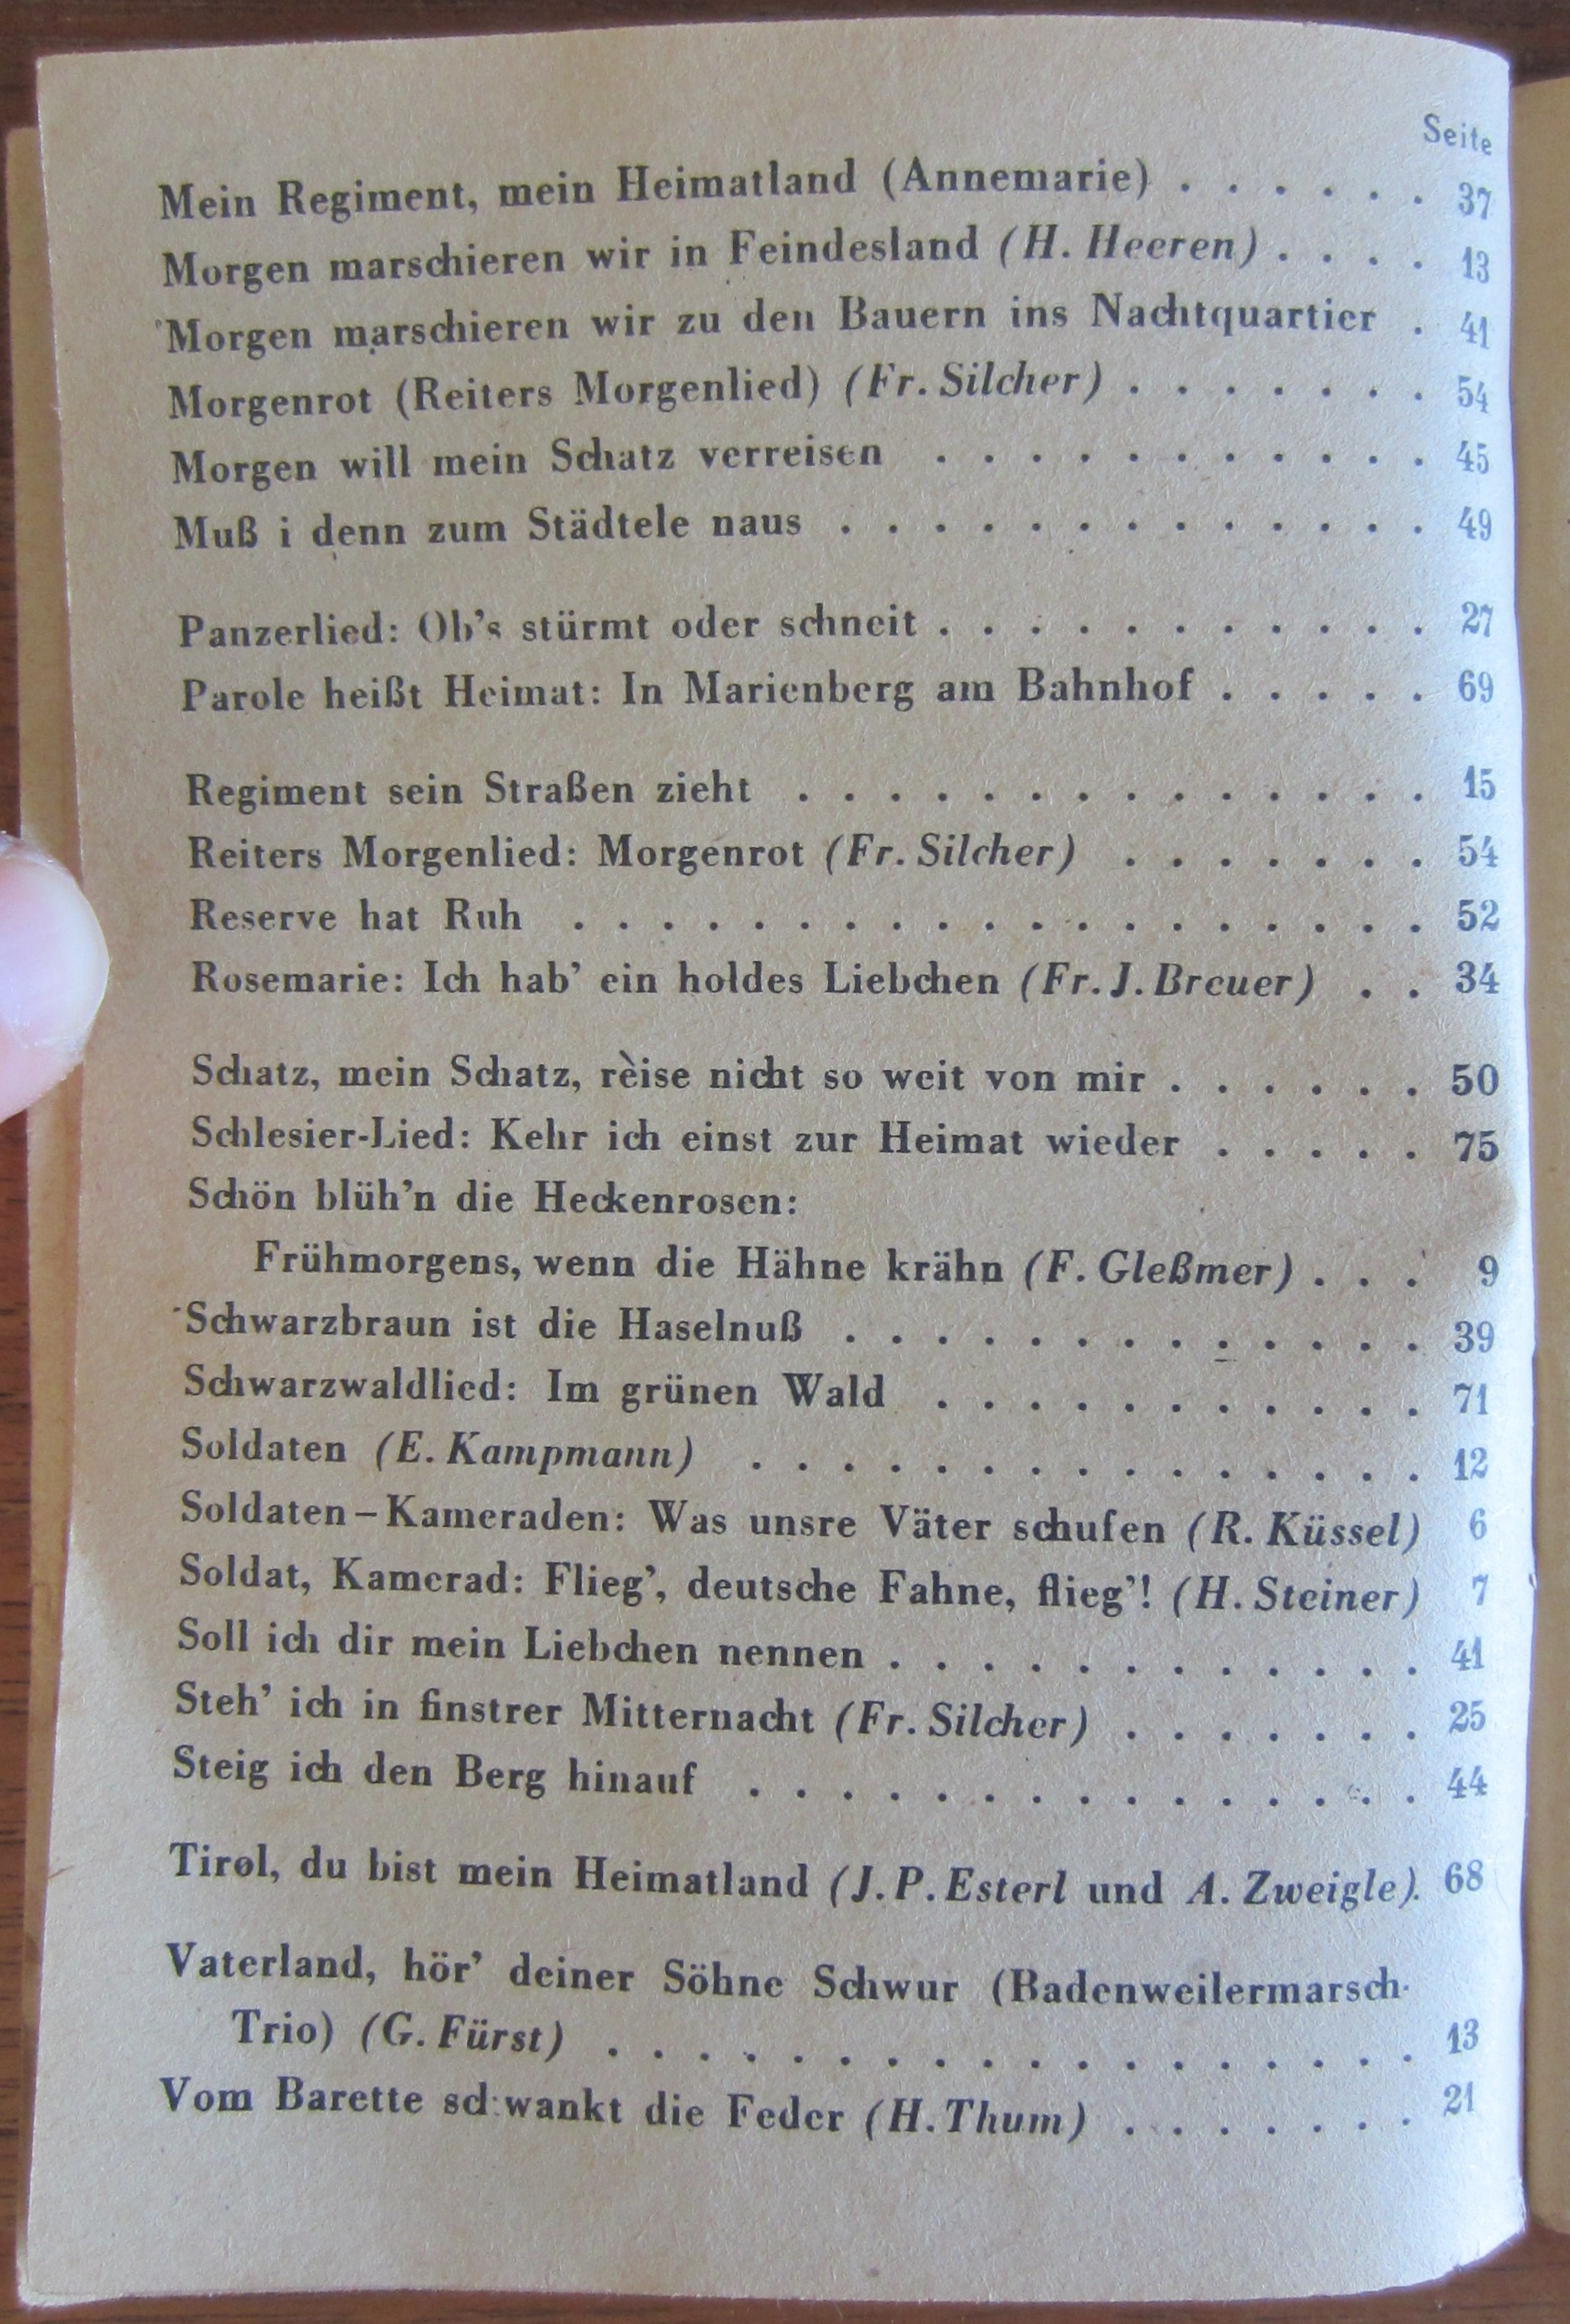 Seite
Mein Regiment, mein Heimatland (Annemarie) . . . . . . 37
Morgen marschieren wir in Feindesland (H. Heeren) . . . . 13
Morgen marschieren wir zu den Bauern ins Nachtquartier . 41
Morgenrot (Reiters Morgenlied) (Fr. Silcher) . . . . . . . 54
Morgen will mein Schatz verreisen . . . . . . . . . . . 45
Muß i denn zum Städtele naus . . . . . . . . . . . . . 49
Panzerlied: Ob's stürmt oder schneit . . . . . . . . . . . 27
Parole heißt Heimat: In Marienberg am Bahnhof . . . . . 69
Regiment sein Straßen zieht . . . . . . . . . . . . . . 15
Reiters Morgenlied: Morgenrot (Fr. Silcher) . . . . . . . 54
Reserve hat Ruh . . . . . . . . . . . . . . . . . . . 52
Rosemarie: Ich hab' ein holdes Liebchen (Fr. J. Breuer) . . 34
Schatz, mein Schatz, reise nicht so weit von mir . . . . . . 50
Schlesier-Lied: Kehr ich einst zur Heimat wieder . . . . . 75
Schön blüh'n die Heckenrosen:
Frühmorgens, wenn die Hähne krähn (F. Gleßmer) . . . 9
Schwarzbraun ist die Haselnuß . . . . . . . . . . . . . 39
Schwarzwaldlied: Im grünen Wald . . . . . . . . . . . 71
Soldaten (E. Kampmann) . . . . . . . . . . . . . . . 12
Soldaten – Kameraden: Was unsre Väter schufen (R. Küssel) 6
Soldat, Kamerad: Flieg', deutsche Fahne, flieg'! (H. Steiner) 7
Soll ich dir mein Liebchen nennen . . . . . . . . . . . . 41
Steh' ich in finstrer Mitternacht (Fr. Silcher) . . . . . . . 25
Steig ich den Berg hinauf . . . . . . . . . . . . . . . 44
Tirol, du bist mein Heimatland (J. P. Esterl und A. Zweigle). 68
Vaterland, hör' deiner Söhne Schwur (Badenweilermarsch-
Trio) (G. Fürst) . . . . . . . . . . . . . . . . . . 13
Vom Barette schwankt die Feder (H. Thum) . . . . . . . 21